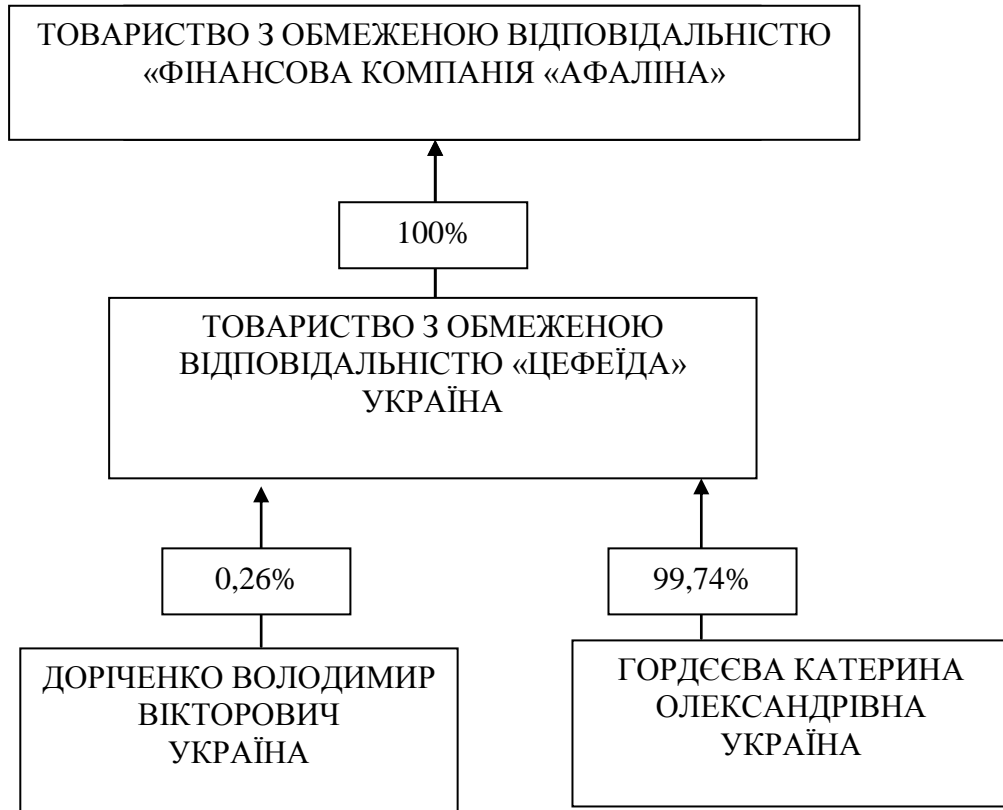 ТОВАРИСТВО З ОБМЕЖЕНОЮ ВІДПОВІДАЛЬНІСТЮ
«ФІНАНСОВА КОМПАНІЯ «АФАЛІНА»
100%
ТОВАРИСТВО З ОБМЕЖЕНОЮ
ВІДПОВІДАЛЬНІСТЮ «ЦЕФЕЇДА»
УКРАЇНА
0,26%
99,74%
ДОРІЧЕНКО ВОЛОДИМИР
ВІКТОРОВИЧ
УКРАЇНА
ГОРДЄЄВА КАТЕРИНА
ОЛЕКСАНДРІВНА
УКРАЇНА